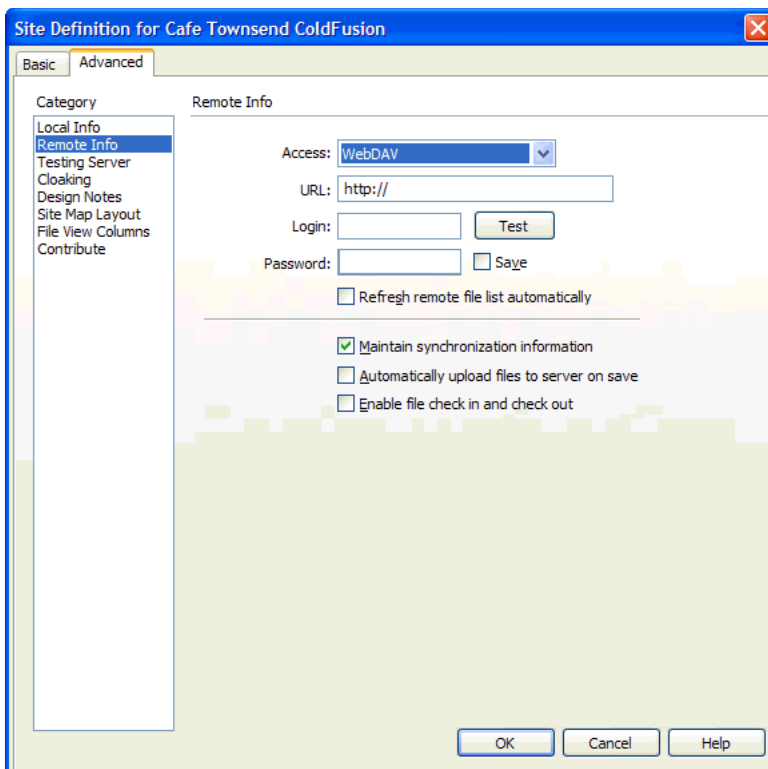 Site Definition for Cafe Townsend ColdFusion
Basic Advanced
Category
Local Info
Remote Info
Testing Server
Cloaking
Design Notes
Site Map Layout
File View Columns
Contribute
Remote Info
Access: WebDAV
URL: http://
Login: Test
Password: Save
Refresh remote file list automatically
Maintain synchronization information
Automatically upload files to server on save
Enable file check in and check out
OK Cancel Help